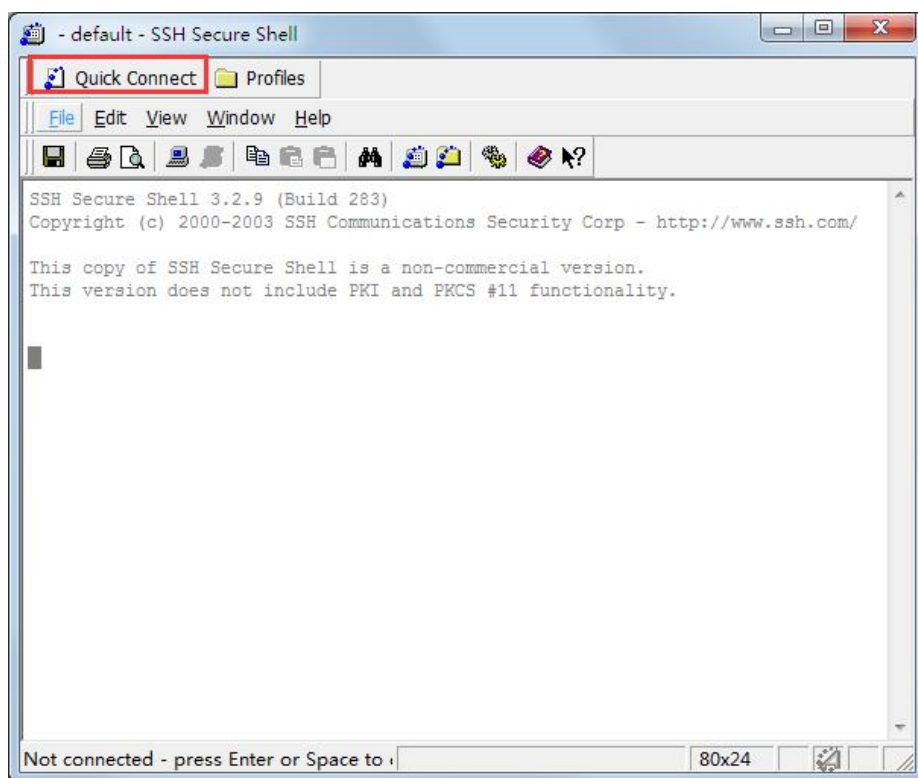 - default - SSH Secure Shell
Quick Connect Profiles
File Edit View Window Help
SSH Secure Shell 3.2.9 (Build 283)
Copyright (c) 2000-2003 SSH Communications Security Corp - http://www.ssh.com/
This copy of SSH Secure Shell is a non-commercial version.
This version does not include PKI and PKCS #11 functionality.
Not connected - press Enter or Space to 80x24